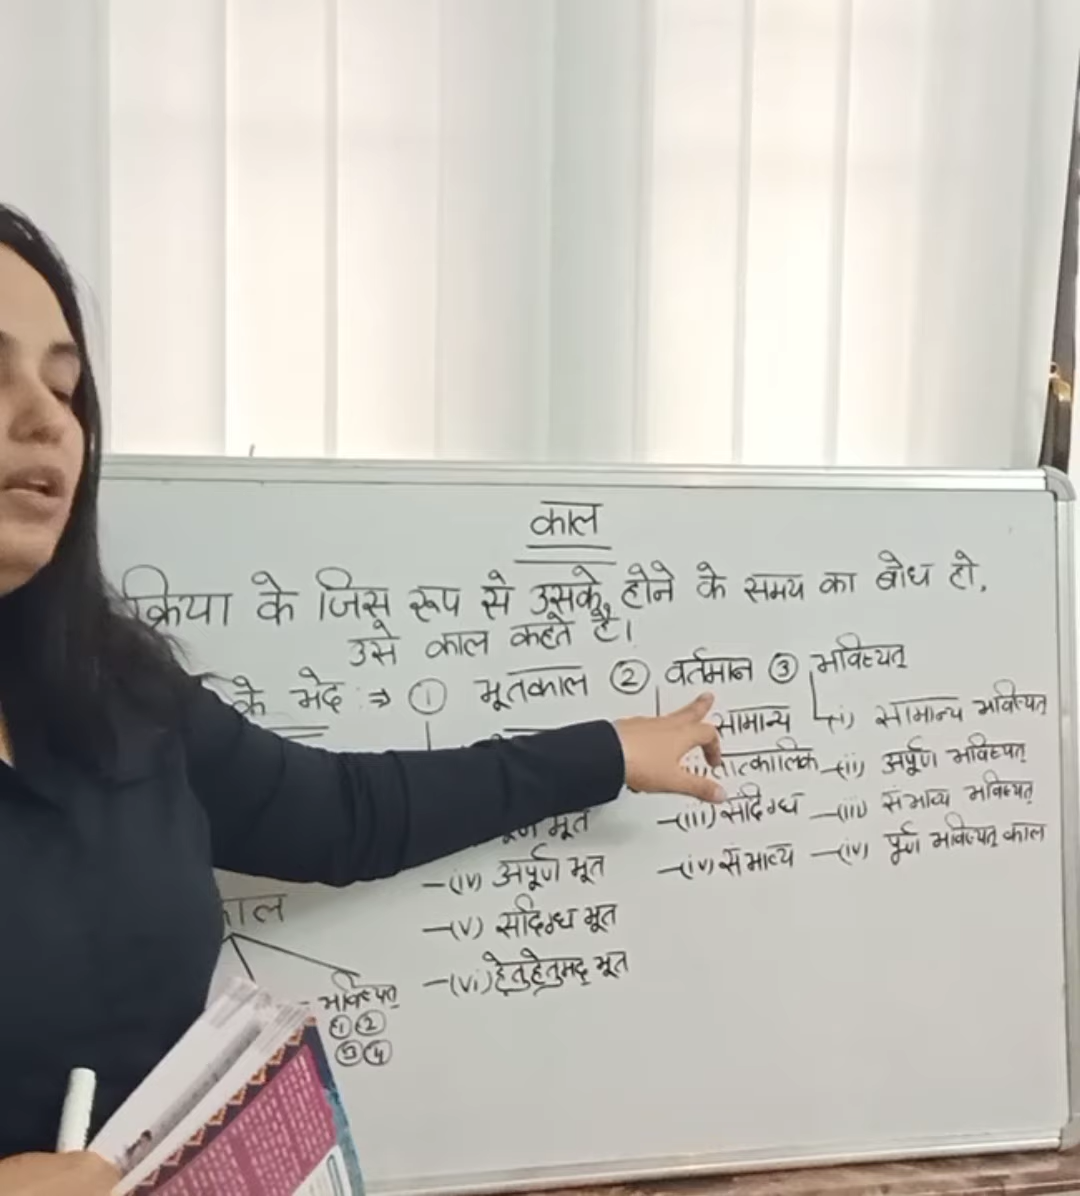 काल
क्रिया के जिस रूप से उसके, होने के समय का बोध हो,
उसे काल कहते है।
के भेद :⇒ ① भूतकाल ② वर्तमान ③ भविष्यत्
सामान्य (i) सामान्य भविष्यत्
तात्कालिक (ii) अपूर्ण भविष्यत्
(iii) संदिग्ध (iii) संभाव्य भविष्यत्
भूत
(iv) अपूर्ण भूत (iv) संभाव्य (iv) पूर्ण भविष्यत् काल
(v) संदिग्ध भूत
(vi) हेतुहेतुमद् भूत
भविष्यत्
① ②
③ ④